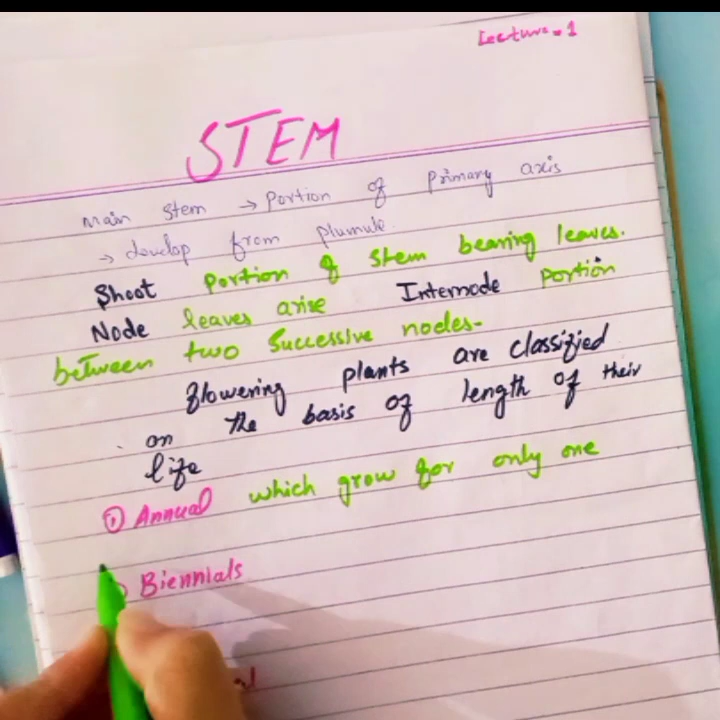 Lecture - 1
STEM
Main stem → Portion of Primary axis
→ develop from plumule.
Shoot portion of stem bearing leaves.
Node leaves arise Internode Portion
between two successive nodes-
flowering plants are classified
on the basis of length of their
life
① Annual which grow for only one
Biennials